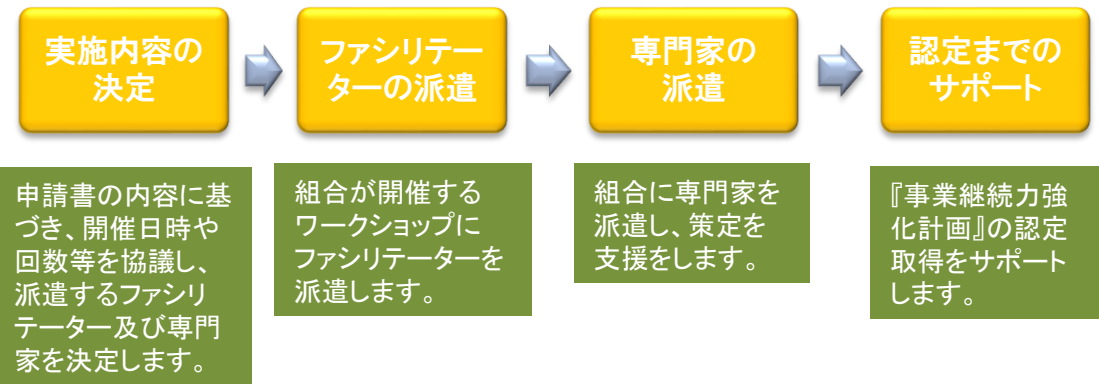 実施内容の
決定
ファシリテー
ターの派遣
専門家の
派遣
認定までの
サポート
申請書の内容に基
づき、開催日時や
回数等を協議し、
派遣するファシリ
テーター及び専門
家を決定します。
組合が開催する
ワークショップに
ファシリテーターを
派遣します。
組合に専門家を
派遣し、策定を
支援をします。
『事業継続力強
化計画』の認定
取得をサポート
します。